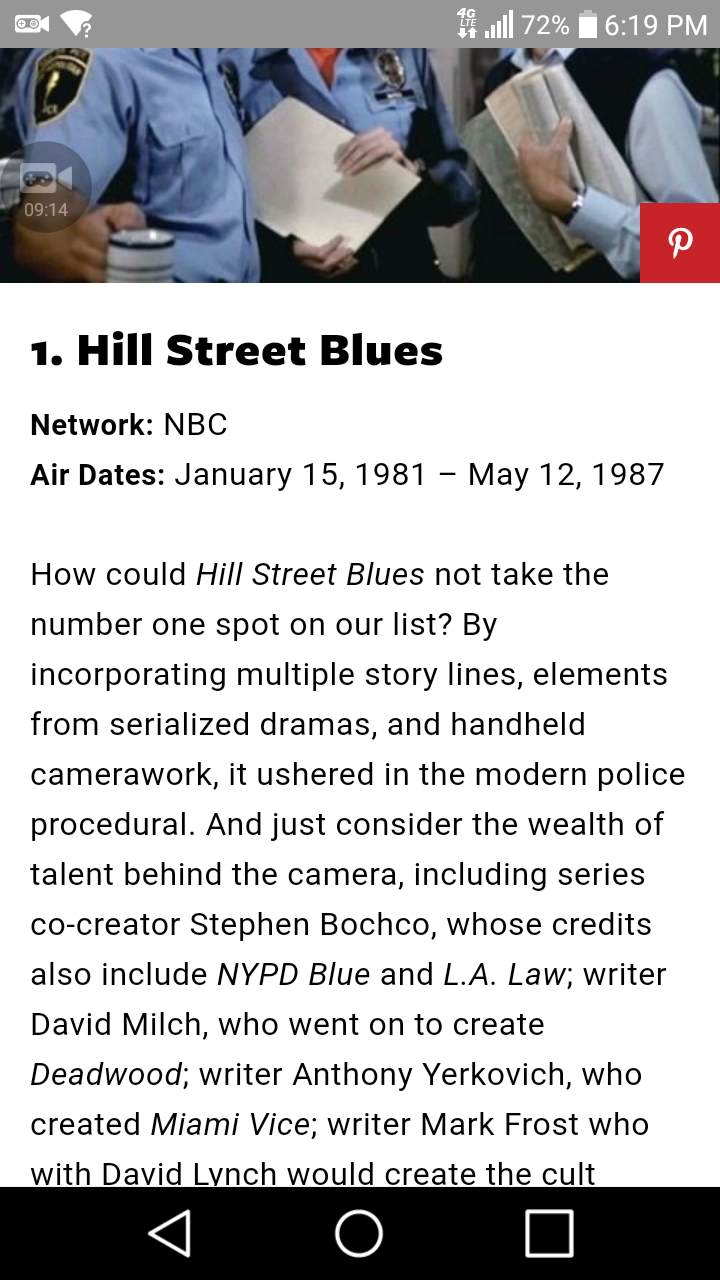 4G
LTE
72%
6:19 PM
09:14
1. Hill Street Blues
Network: NBC
Air Dates: January 15, 1981 – May 12, 1987
How could Hill Street Blues not take the
number one spot on our list? By
incorporating multiple story lines, elements
from serialized dramas, and handheld
camerawork, it ushered in the modern police
procedural. And just consider the wealth of
talent behind the camera, including series
co-creator Stephen Bochco, whose credits
also include NYPD Blue and L.A. Law; writer
David Milch, who went on to create
Deadwood; writer Anthony Yerkovich, who
created Miami Vice; writer Mark Frost who
with David Lynch would create the cult